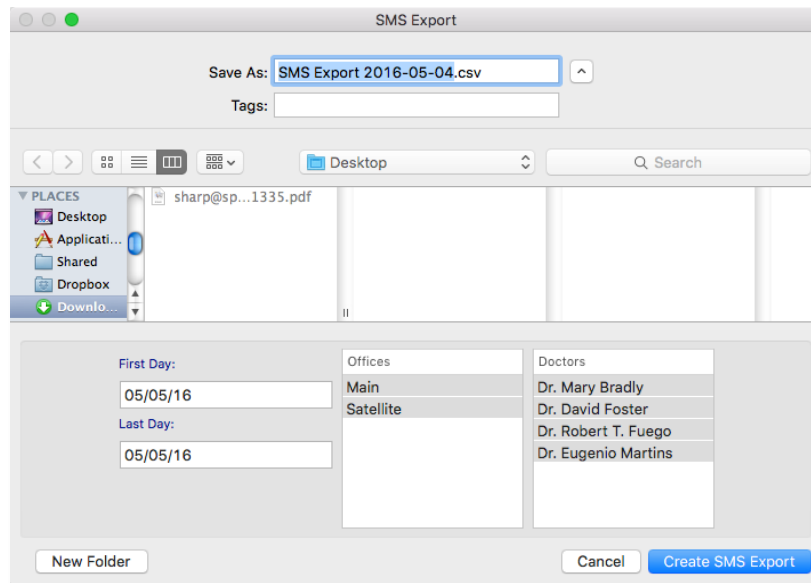 SMS Export
Save As: SMS Export 2016-05-04.csv
Tags:
Desktop
Search
PLACES
Desktop
Applicati...
Shared
Dropbox
Downlo...
sharp@sp...1335.pdf
First Day:
05/05/16
Last Day:
05/05/16
Offices
Main
Satellite
Doctors
Dr. Mary Bradly
Dr. David Foster
Dr. Robert T. Fuego
Dr. Eugenio Martins
New Folder
Cancel
Create SMS Export